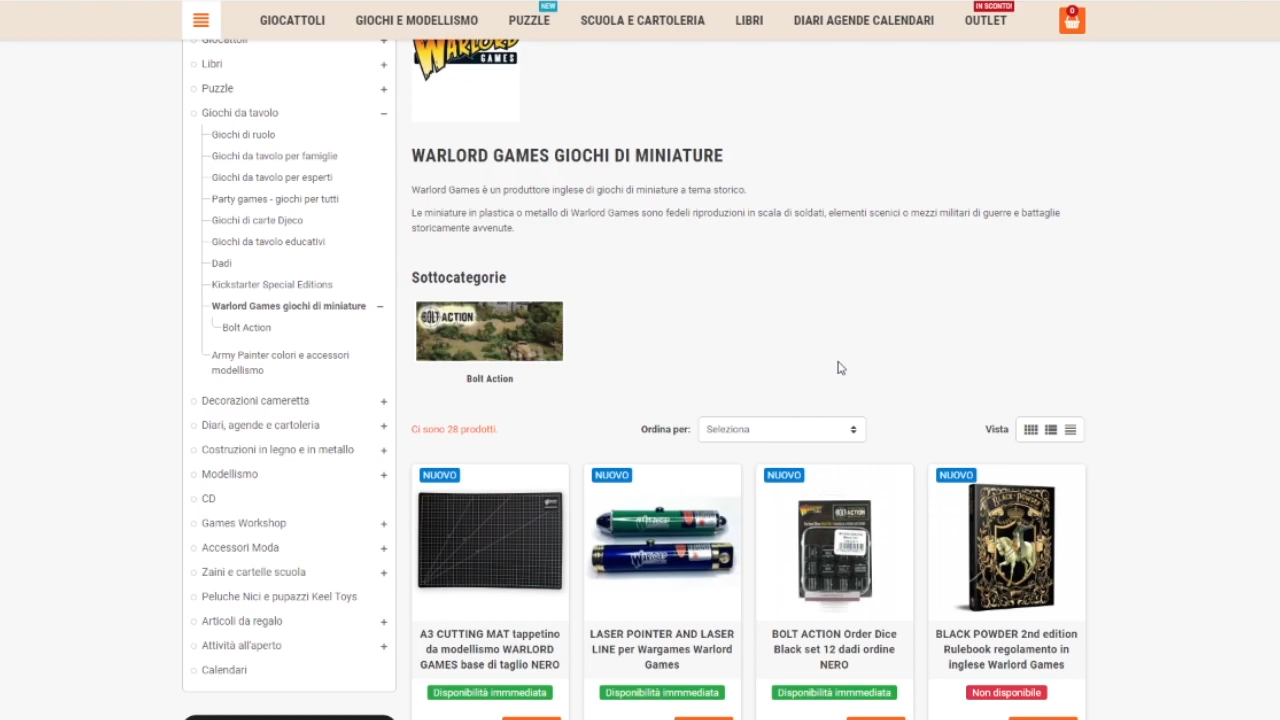 GIOCATTOLI
GIOCHI E MODELLISMO
NEW
PUZZLE
SCUOLA E CARTOLERIA
LIBRI
DIARI AGENDE CALENDARI
IN SCONTO!
OUTLET
0
Giocattoli
Libri
Puzzle
Giochi da tavolo
Giochi di ruolo
Giochi da tavolo per famiglie
Giochi da tavolo per esperti
Party games - giochi per tutti
Giochi di carte Djeco
Giochi da tavolo educativi
Dadi
Kickstarter Special Editions
Warlord Games giochi di miniature
Bolt Action
Army Painter colori e accessori
modellismo
Decorazioni cameretta
Diari, agende e cartoleria
Costruzioni in legno e in metallo
Modellismo
CD
Games Workshop
Accessori Moda
Zaini e cartelle scuola
Peluche Nici e pupazzi Keel Toys
Articoli da regalo
Attività all'aperto
Calendari
WARLORD
GAMES
WARLORD GAMES GIOCHI DI MINIATURE
Warlord Games è un produttore inglese di giochi di miniature a tema storico.
Le miniature in plastica o metallo di Warlord Games sono fedeli riproduzioni in scala di soldati, elementi scenici o mezzi militari di guerre e battaglie
storicamente avvenute.
Sottocategorie
BOLT ACTION
Bolt Action
Ci sono 28 prodotti.
Ordina per:
Seleziona
Vista
NUOVO
A3 CUTTING MAT tappetino
da modellismo WARLORD
GAMES base di taglio NERO
Disponibilità immmediata
NUOVO
WARLORD
LASER POINTER AND LASER
LINE per Wargames Warlord
Games
Disponibilità immmediata
NUOVO
BOLT ACTION
BOLT ACTION Order Dice
Black set 12 dadi ordine
NERO
Disponibilità immmediata
NUOVO
BLACK POWDER
BLACK POWDER 2nd edition
Rulebook regolamento in
inglese Warlord Games
Non disponibile